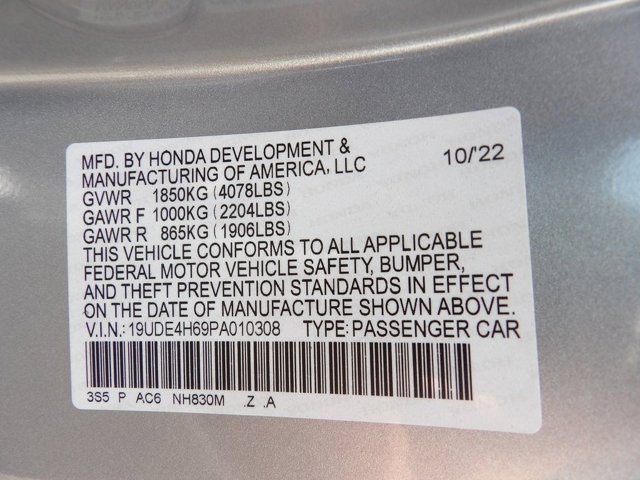 MFD. BY HONDA DEVELOPMENT & 10/'22
MANUFACTURING OF AMERICA, LLC
GVWR 1850KG (4078LBS)
GAWR F 1000KG (2204LBS)
GAWR R 865KG (1906LBS)
THIS VEHICLE CONFORMS TO ALL APPLICABLE
FEDERAL MOTOR VEHICLE SAFETY, BUMPER,
AND THEFT PREVENTION STANDARDS IN EFFECT
ON THE DATE OF MANUFACTURE SHOWN ABOVE.
V.I.N.: 19UDE4H69PA010308 TYPE: PASSENGER CAR
3S5 P AC6 NH830M .Z .A